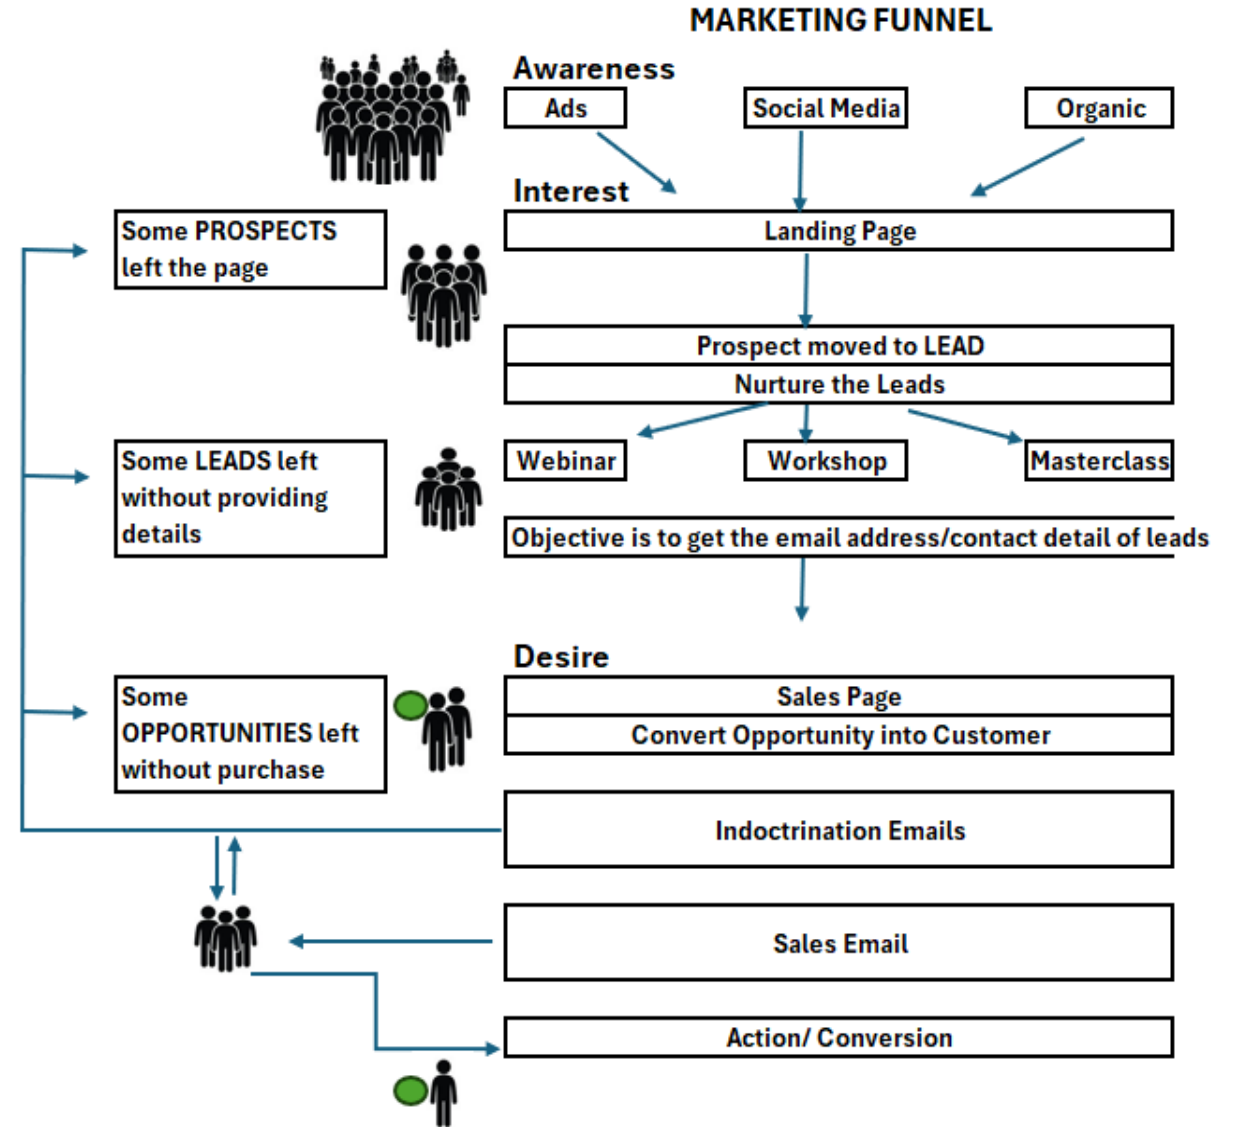 MARKETING FUNNEL
Awareness
Ads
Social Media
Organic
Interest
Landing Page
Some PROSPECTS
left the page
Prospect moved to LEAD
Nurture the Leads
Some LEADS left
without providing
details
Webinar
Workshop
Masterclass
Objective is to get the email address/contact detail of leads
Desire
Some
OPPORTUNITIES left
without purchase
Sales Page
Convert Opportunity into Customer
Indoctrination Emails
Sales Email
Action/ Conversion